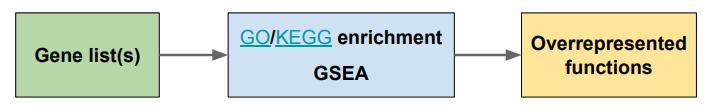 Gene list(s)
GO/KEGG enrichment
GSEA
Overrepresented
functions